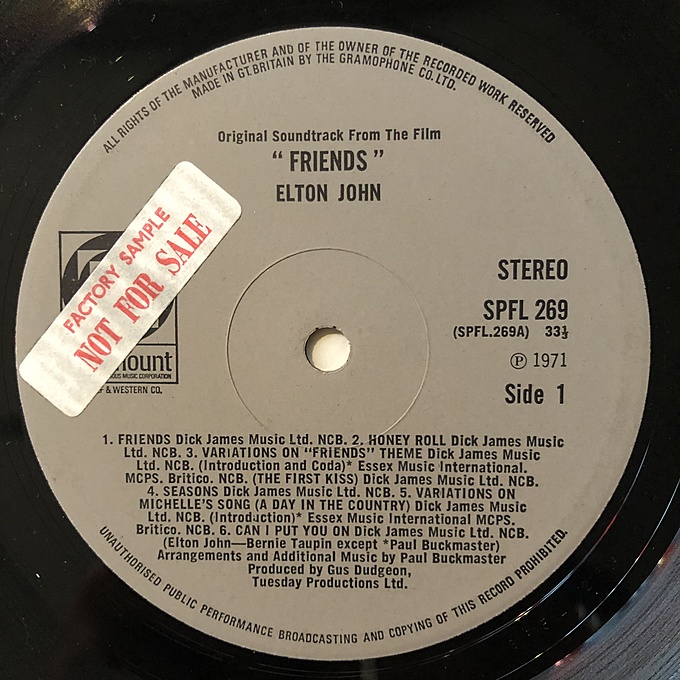 ALL RIGHTS OF THE MANUFACTURER AND OF THE OWNER OF THE RECORDED WORK RESERVED
MADE IN GT.BRITAIN BY THE GRAMOPHONE CO.LTD.
Original Soundtrack From The Film
“ FRIENDS ”
ELTON JOHN
FACTORY SAMPLE
NOT FOR SALE
mount
OUS MUSIC CORPORATION
F & WESTERN CO.
STEREO
SPFL 269
(SPFL.269A) 33⅓
Ⓟ 1971
Side 1
1. FRIENDS Dick James Music Ltd. NCB. 2. HONEY ROLL Dick James Music
Ltd. NCB. 3. VARIATIONS ON “FRIENDS” THEME Dick James Music
Ltd. NCB. (Introduction and Coda)* Essex Music International.
MCPS. Britico. NCB. (THE FIRST KISS) Dick James Music Ltd. NCB.
4. SEASONS Dick James Music Ltd. NCB. 5. VARIATIONS ON
MICHELLE’S SONG (A DAY IN THE COUNTRY) Dick James Music
Ltd. NCB. (Introduction)* Essex Music International MCPS.
Britico. NCB. 6. CAN I PUT YOU ON Dick James Music Ltd. NCB.
(Elton John—Bernie Taupin except *Paul Buckmaster)
Arrangements and Additional Music by Paul Buckmaster
Produced by Gus Dudgeon,
Tuesday Productions Ltd.
UNAUTHORISED PUBLIC PERFORMANCE BROADCASTING AND COPYING OF THIS RECORD PROHIBITED.